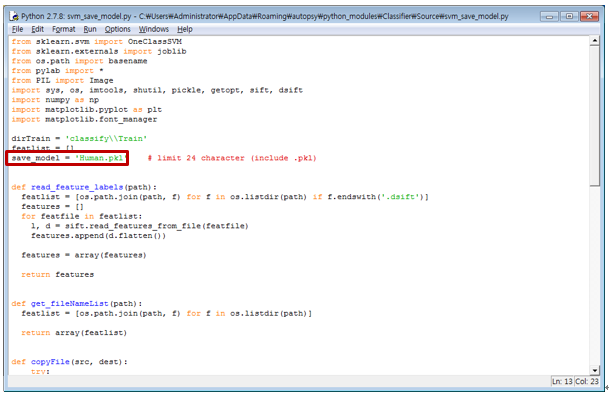 Python 2.7.8: svm_save_model.py - C:₩Users₩Administrator₩AppData₩Roaming₩autopsy₩python_modules₩Classifier₩Source₩svm_save_model.py
File Edit Format Run Options Windows Help
from sklearn.svm import OneClassSVM
from sklearn.externals import joblib
from os.path import basename
from pylab import *
from PIL import Image
import sys, os, imtools, shutil, pickle, getopt, sift, dsift
import numpy as np
import matplotlib.pyplot as plt
import matplotlib.font_manager
dirTrain = 'classify\\Train'
featlist = []
save_model = 'Human.pkl' # limit 24 character (include .pkl)
def read_feature_labels(path):
featlist = [os.path.join(path, f) for f in os.listdir(path) if f.endswith('.dsift')]
features = []
for featfile in featlist:
l, d = sift.read_features_from_file(featfile)
features.append(d.flatten())
features = array(features)
return features
def get_fileNameList(path):
featlist = [os.path.join(path, f) for f in os.listdir(path)]
return array(featlist)
def copyFile(src, dest):
try:
Ln: 13 Col: 23